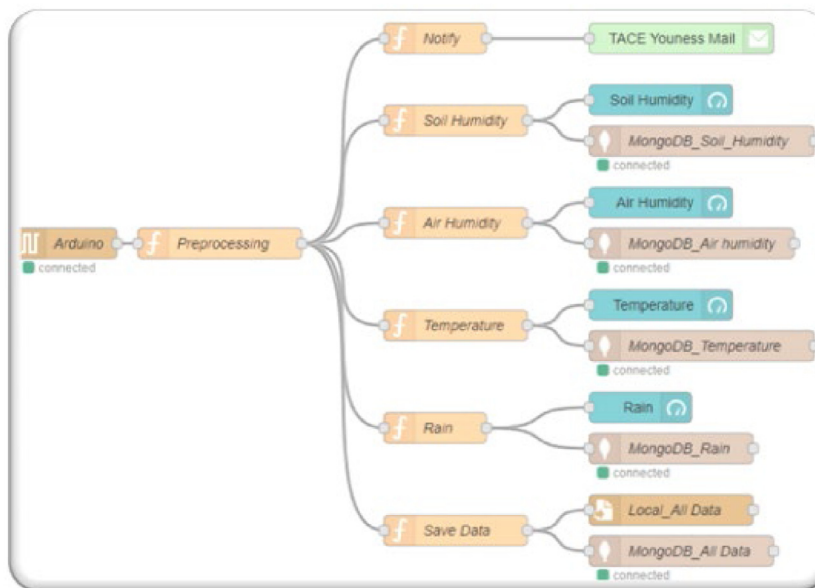 Notify
TACE Youness Mail
Soil Humidity
Soil Humidity
MongoDB_Soil_Humidity
connected
Air Humidity
Air Humidity
MongoDB_Air humidity
connected
Arduino
Preprocessing
connected
Temperature
Temperature
MongoDB_Temperature
connected
Rain
Rain
MongoDB_Rain
connected
Save Data
Local_All Data
MongoDB_All Data
connected